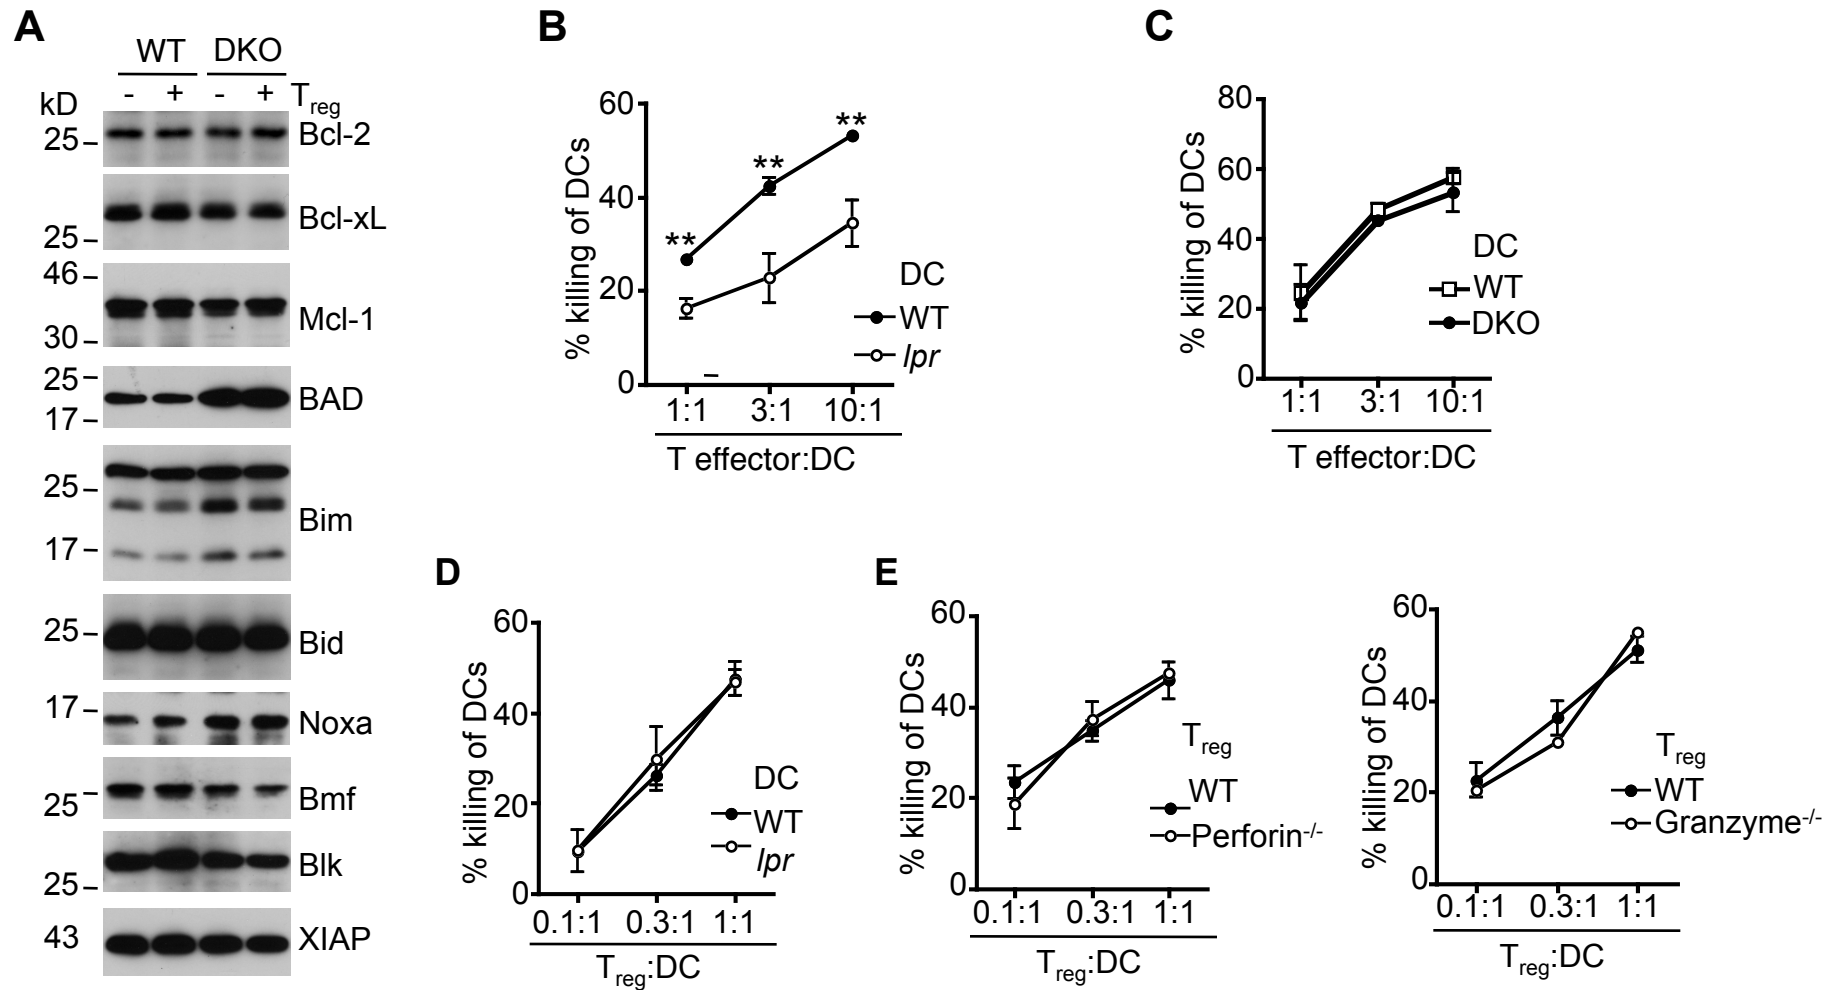 A
WT DKO
- + - + Treg
kD
25 Bcl-2
Bcl-xL
25
46
Mcl-1
30
25
BAD
17
25
Bim
17
25
Bid
17
Noxa
25 Bmf
Blk
25
43 XIAP
B
60
40
20
0
% killing of DCs
** ** **
DC
WT
lpr
1:1 3:1 10:1
T effector:DC
C
80
60
40
20
0
% killing of DCs
DC
WT
DKO
1:1 3:1 10:1
T effector:DC
D
60
40
20
0
% killing of DCs
DC
WT
lpr
0.1:1 0.3:1 1:1
Treg:DC
E
60
40
20
0
% killing of DCs
Treg
WT
Perforin-/-
0.1:1 0.3:1 1:1
Treg:DC
60
40
20
0
% killing of DCs
Treg
WT
Granzyme-/-
0.1:1 0.3:1 1:1
Treg:DC